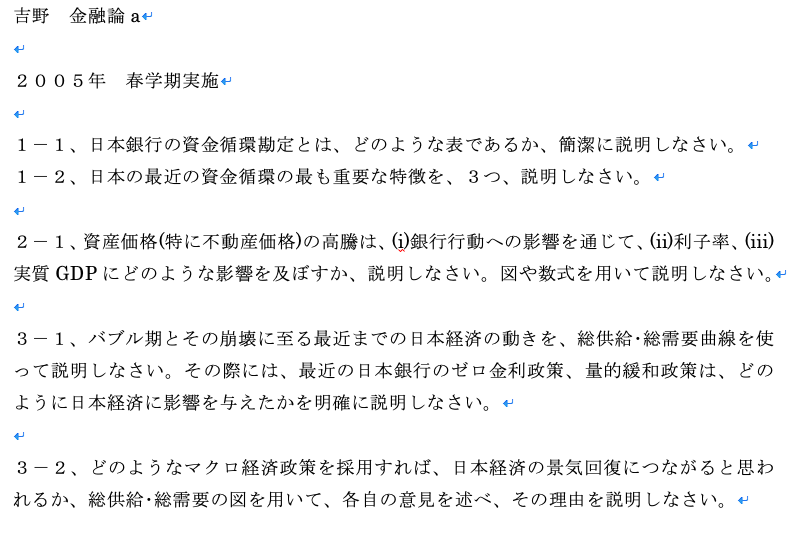 吉野　金融論 a
２００５年　春学期実施
１－１、日本銀行の資金循環勘定とは、どのような表であるか、簡潔に説明しなさい。
１－２、日本の最近の資金循環の最も重要な特徴を、３つ、説明しなさい。
２－１、資産価格(特に不動産価格)の高騰は、(i)銀行行動への影響を通じて、(ii)利子率、(iii)
実質 GDP にどのような影響を及ぼすか、説明しなさい。図や数式を用いて説明しなさい。
３－１、バブル期とその崩壊に至る最近までの日本経済の動きを、総供給･総需要曲線を使
って説明しなさい。その際には、最近の日本銀行のゼロ金利政策、量的緩和政策は、どの
ように日本経済に影響を与えたかを明確に説明しなさい。
３－２、どのようなマクロ経済政策を採用すれば、日本経済の景気回復につながると思わ
れるか、総供給･総需要の図を用いて、各自の意見を述べ、その理由を説明しなさい。